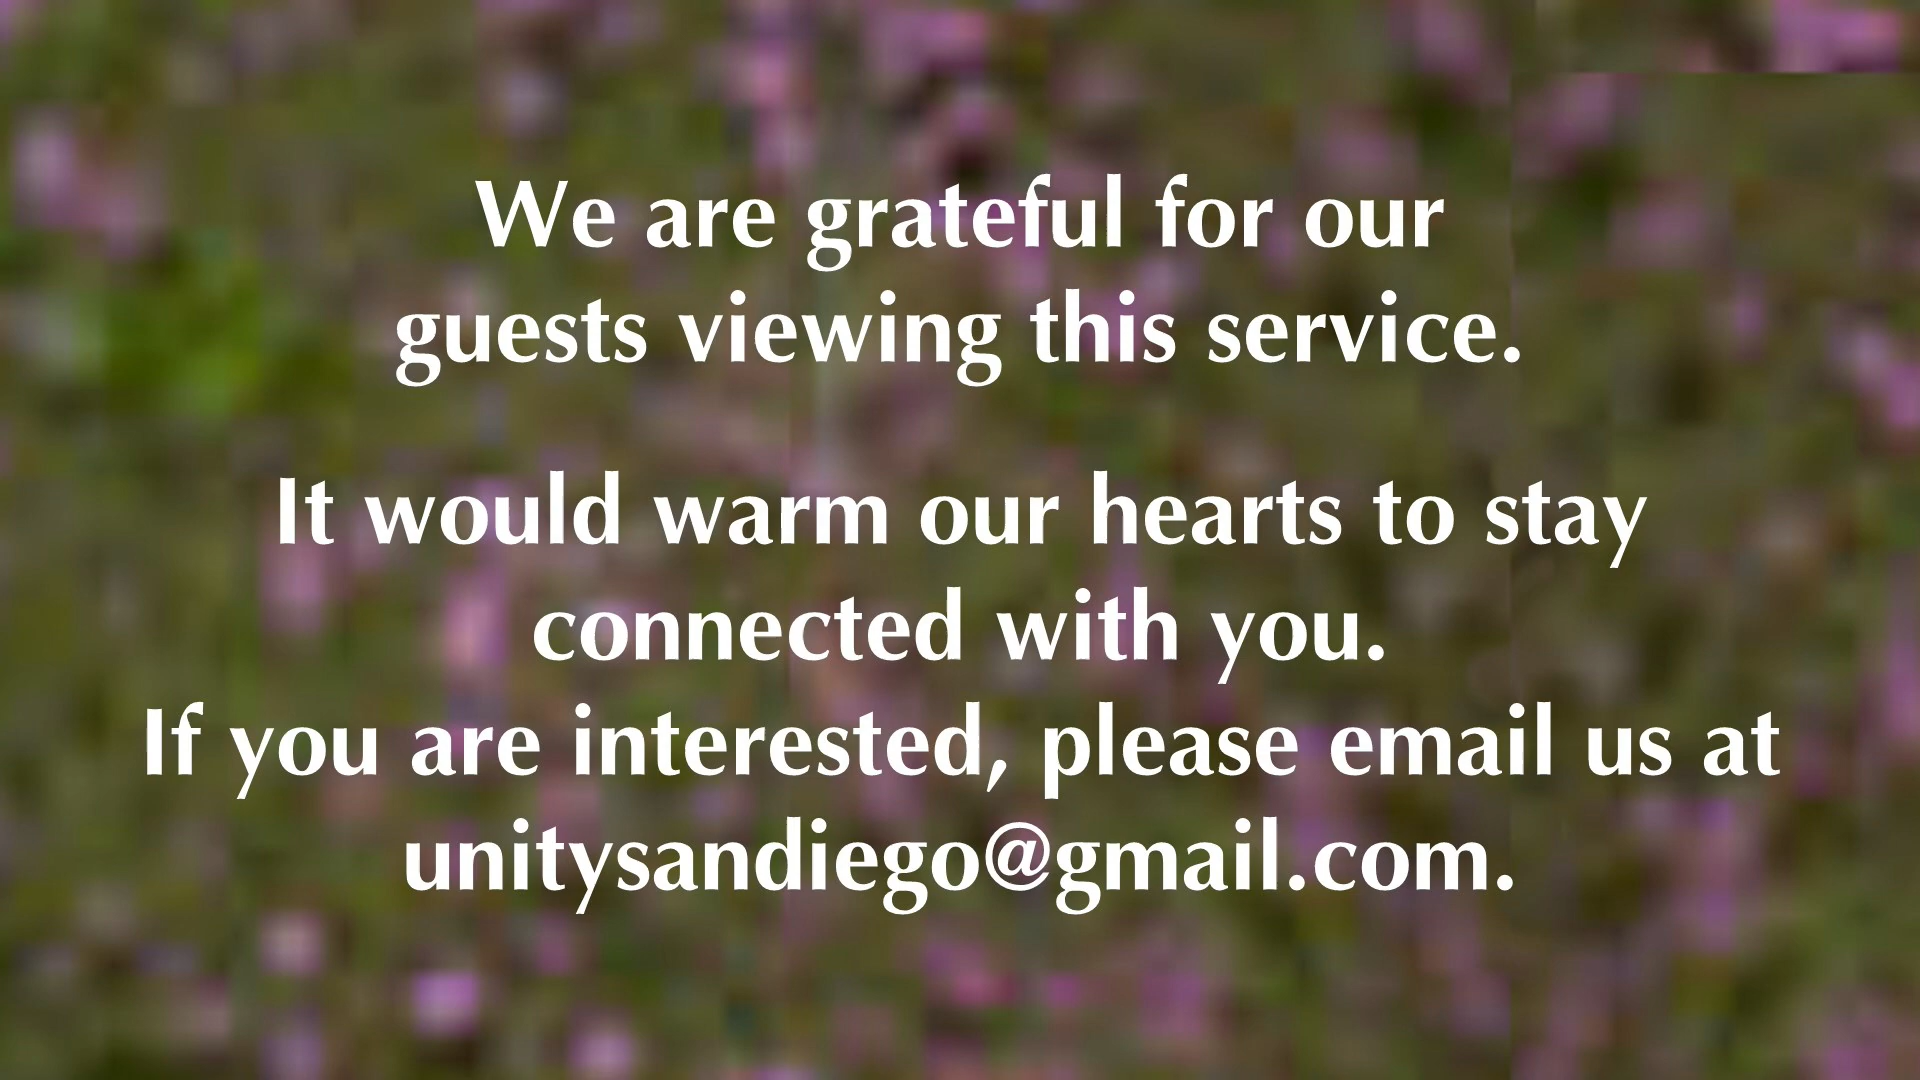 We are grateful for our
guests viewing this service.
It would warm our hearts to stay
connected with you.
If you are interested, please email us at
unitysandiego@gmail.com.